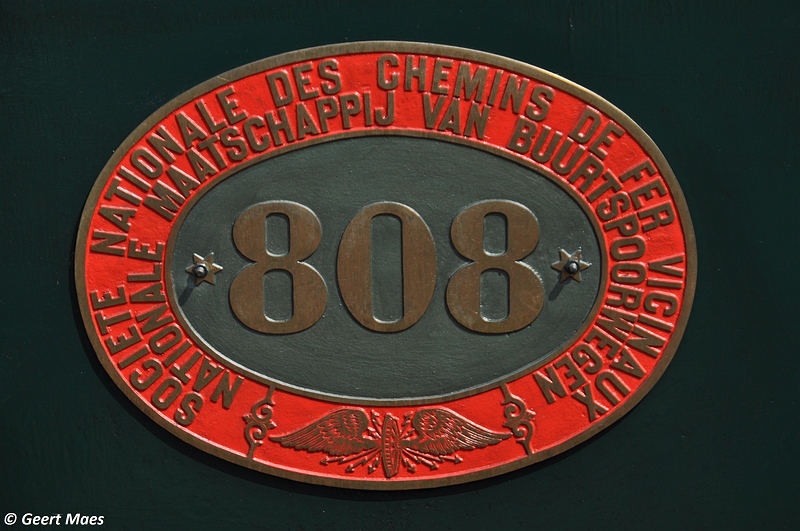 SOCIETE NATIONALE DES CHEMINS DE FER VICINAUX
NATIONALE MAATSCHAPPIJ VAN BUURTSPOORWEGEN
808
© Geert Maes